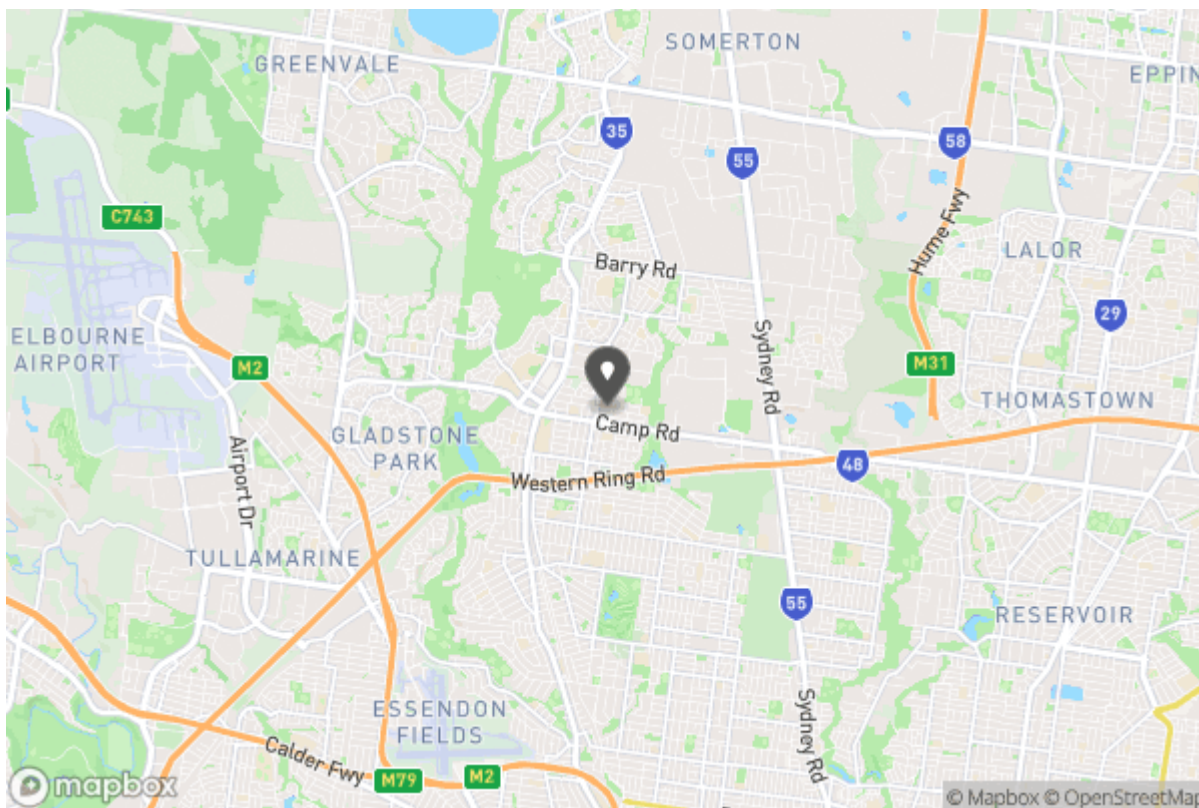 SOMERTON
GREENVALE
EPPIN
35
58
55
C743
Hume Fwy
LALOR
Barry Rd
29
ELBOURNE
AIRPORT
M2
Sydney Rd
M31
THOMASTOWN
Camp Rd
GLADSTONE
PARK
48
Western Ring Rd
Airport Dr
TULLAMARINE
55
RESERVOIR
ESSENDON
FIELDS
Sydney Rd
Calder Fwy
M79
M2
mapbox
© Mapbox © OpenStreetMap